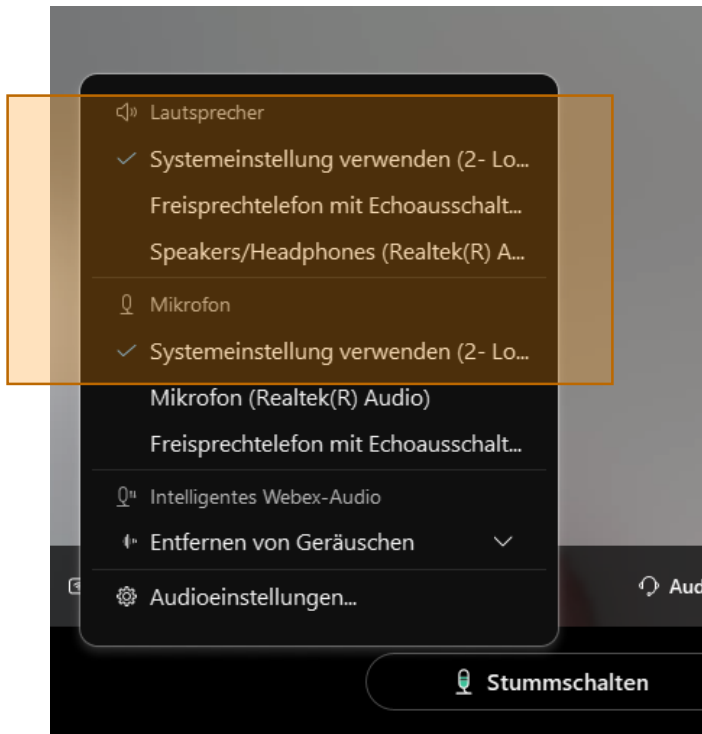 Lautsprecher
Systemeinstellung verwenden (2- Lo...
Freisprechtelefon mit Echoausschalt...
Speakers/Headphones (Realtek(R) A...
Mikrofon
Systemeinstellung verwenden (2- Lo...
Mikrofon (Realtek(R) Audio)
Freisprechtelefon mit Echoausschalt...
Intelligentes Webex-Audio
Entfernen von Geräuschen
Audioeinstellungen...
Aud
Stummschalten